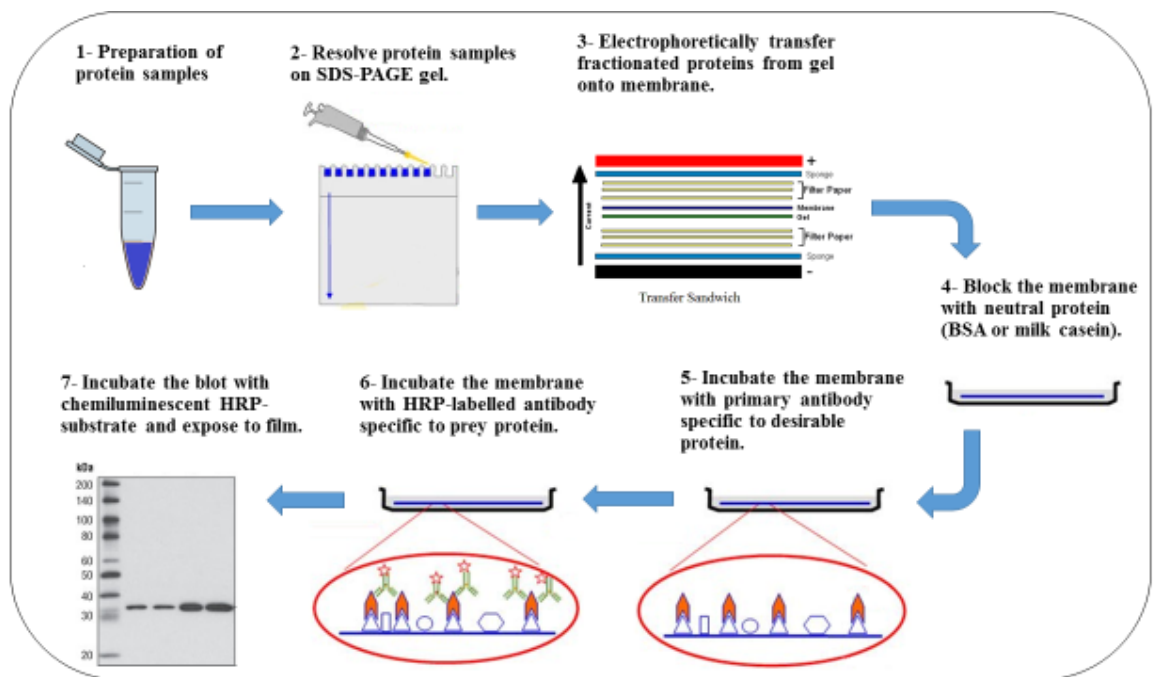 1- Preparation of
protein samples
2- Resolve protein samples
on SDS-PAGE gel.
3- Electrophoretically transfer
fractionated proteins from gel
onto membrane.
+
Sponge
Filter Paper
Membrane
Gel
Filter Paper
Sponge
-
Current
Transfer Sandwich
4- Block the membrane
with neutral protein
(BSA or milk casein).
5- Incubate the membrane
with primary antibody
specific to desirable
protein.
6- Incubate the membrane
with HRP-labelled antibody
specific to prey protein.
7- Incubate the blot with
chemiluminescent HRP-
substrate and expose to film.
kDa
200
140
100
80
60
50
40
30
20